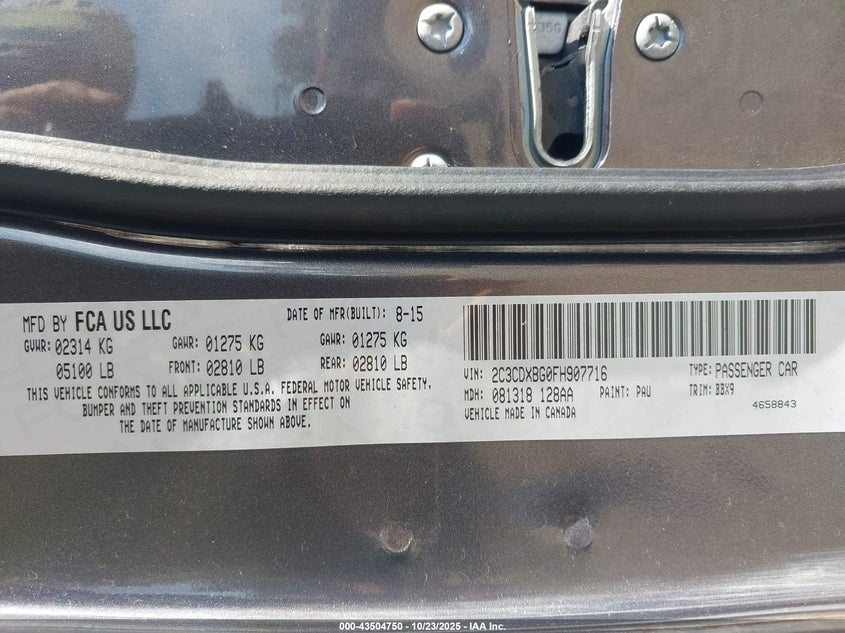 MFD BY FCA US LLC
DATE OF MFR(BUILT): 8-15
GVWR: 02314 KG GAWR: 01275 KG GAWR: 01275 KG
05100 LB FRONT: 02810 LB REAR: 02810 LB
THIS VEHICLE CONFORMS TO ALL APPLICABLE U.S.A. FEDERAL MOTOR VEHICLE SAFETY,
BUMPER AND THEFT PREVENTION STANDARDS IN EFFECT ON
THE DATE OF MANUFACTURE SHOWN ABOVE.
VIN: 2C3CDXBG0FH907716 TYPE: PASSENGER CAR
MDH: 081318 128AA PAINT: PAU TRIM: BBX9
VEHICLE MADE IN CANADA 4658843
000-43504750 - 10/23/2025 - IAA Inc.